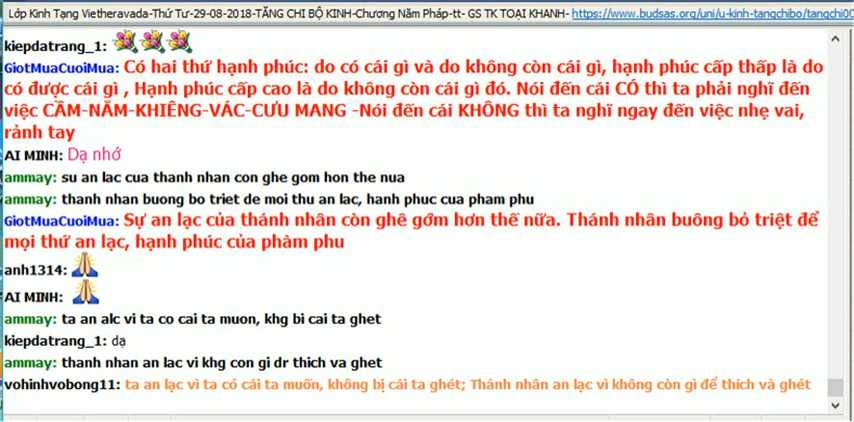 Lớp Kinh Tạng Vietheravada-Thứ Tư-29-08-2018-TĂNG CHI BỘ KINH-Chương Năm Pháp-tt- GS TK TOẠI KHANH- https://www.budsas.org/uni/u-kinh-tangchibo/tangchi0
kiepdatrang_1:
GiotMuaCuoiMua: Có hai thứ hạnh phúc: do có cái gì và do không còn cái gì, hạnh phúc cấp thấp là do
có được cái gì , Hạnh phúc cấp cao là do không còn cái gì đó. Nói đến cái CÓ thì ta phải nghĩ đến
việc CẦM-NẮM-KHIÊNG-VÁC-CƯU MANG -Nói đến cái KHÔNG thì ta nghĩ ngay đến việc nhẹ vai,
rảnh tay
AI MINH: Dạ nhớ
ammay: su an lac cua thanh nhan con ghe gom hon the nua
ammay: thanh nhan buong bo triet de moi thu an lac, hanh phuc cua pham phu
GiotMuaCuoiMua: Sự an lạc của thánh nhân còn ghê gớm hơn thế nữa. Thánh nhân buông bỏ triệt để
mọi thứ an lạc, hạnh phúc của phàm phu
anh1314:
AI MINH:
ammay: ta an alc vi ta co cai ta muon, khg bi cai ta ghet
kiepdatrang_1: dạ
ammay: thanh nhan an lac vi khg con gi dr thich va ghet
vohinhvobong11: ta an lạc vì ta có cái ta muốn, không bị cái ta ghét; Thánh nhân an lạc vì không còn gì để thích và ghét